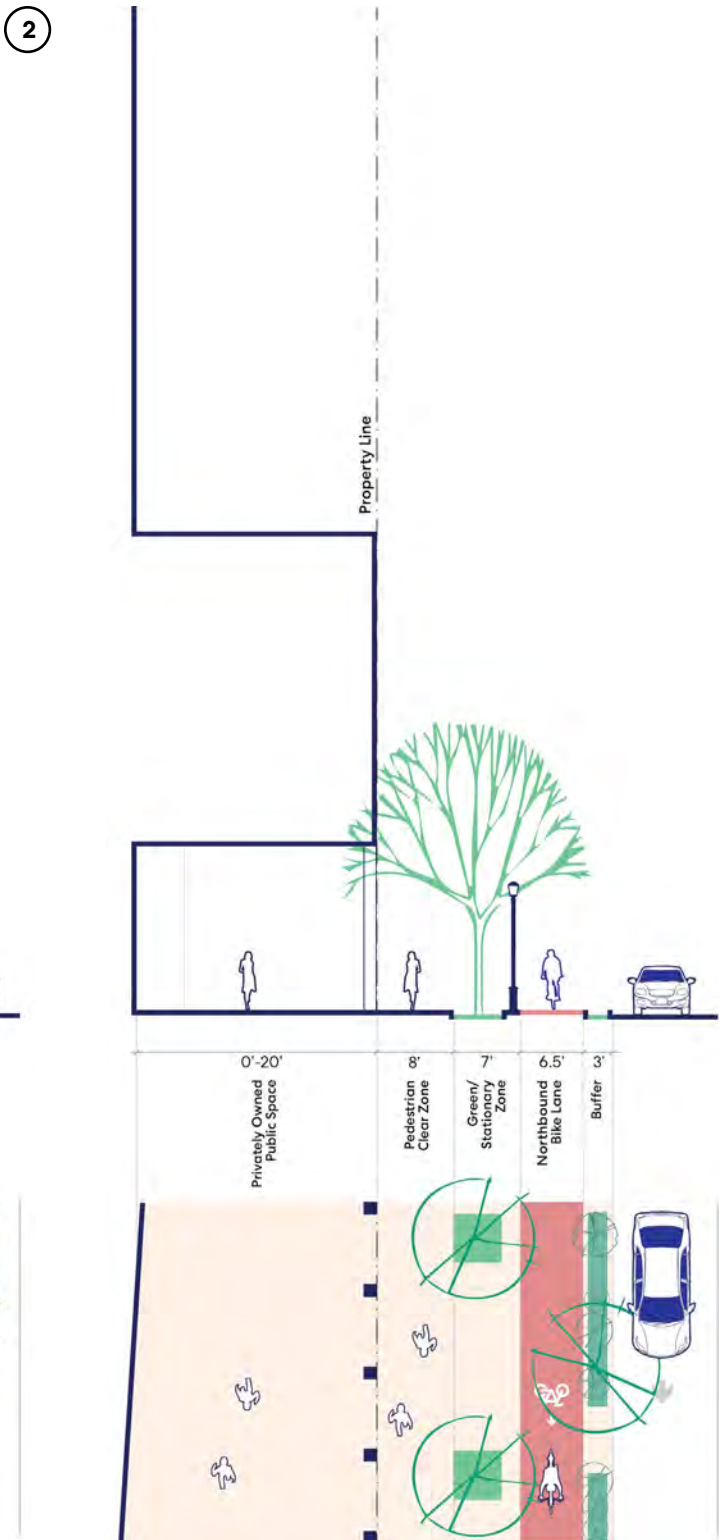 2
Property Line
0'-20'
8'
7'
6.5'
3'
Privately Owned
Public Space
Pedestrian
Clear Zone
Green/
Stationary
Zone
Northbound
Bike Lane
Buffer